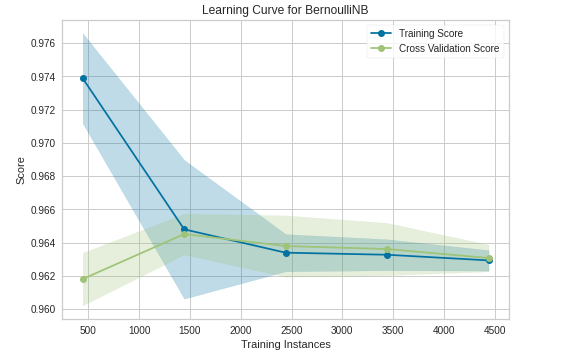 Learning Curve for BernoulliNB
Training Score
Cross Validation Score
0.976
0.974
0.972
0.970
0.968
0.966
0.964
0.962
0.960
Score
500 1000 1500 2000 2500 3000 3500 4000 4500
Training Instances